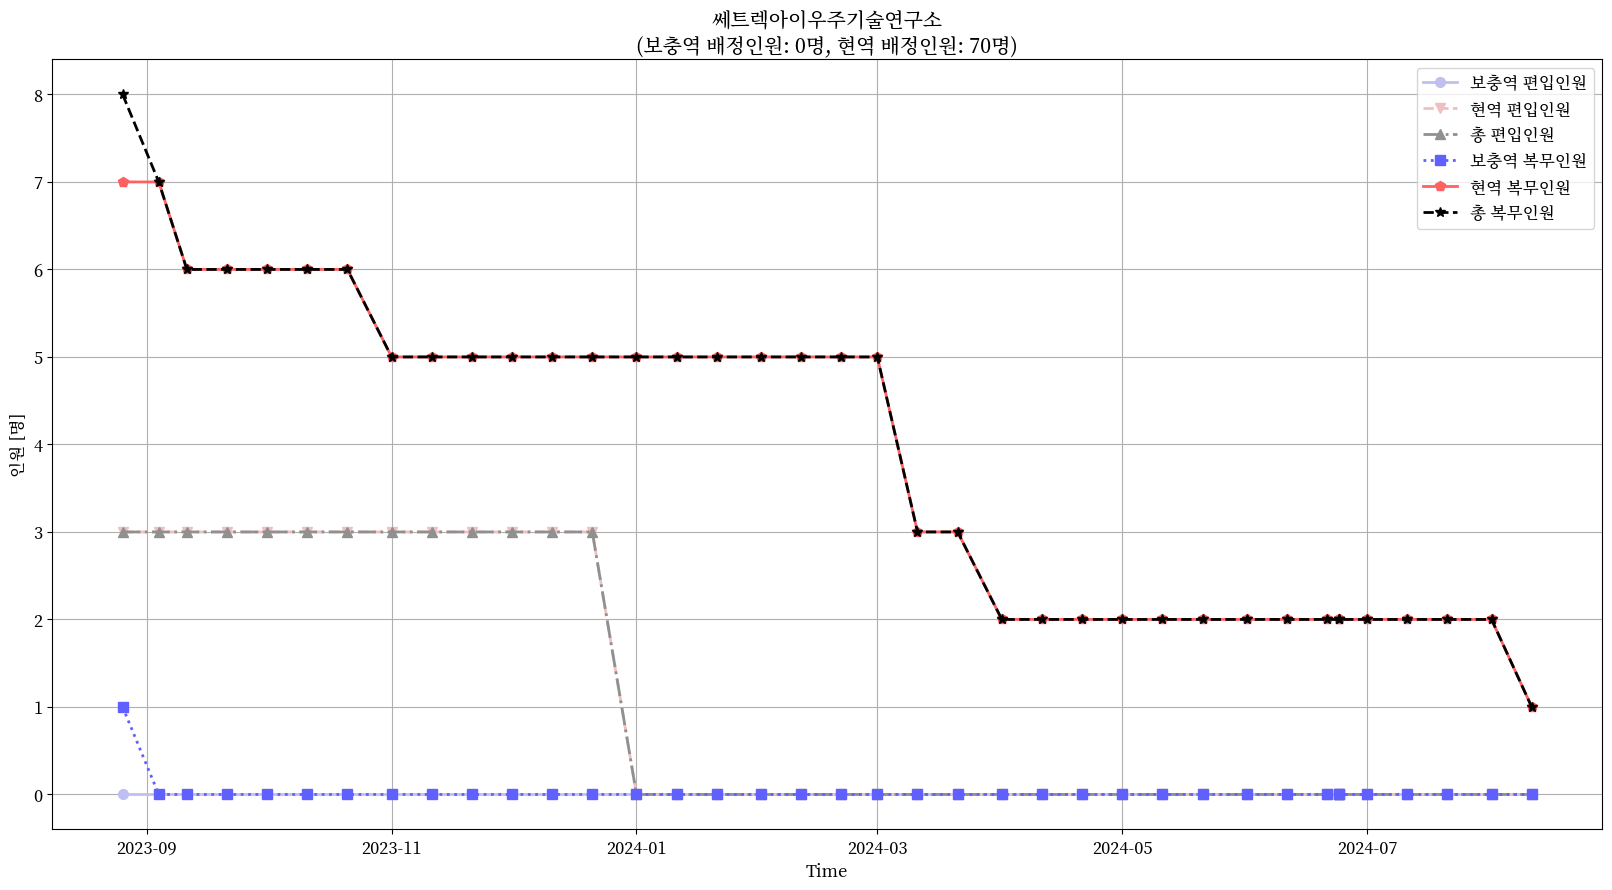 쎄트렉아이우주기술연구소
(보충역 배정인원: 0명, 현역 배정인원: 70명)
보충역 편입인원
현역 편입인원
총 편입인원
보충역 복무인원
현역 복무인원
총 복무인원
인원 [명]
8
7
6
5
4
3
2
1
0
2023-09
2023-11
2024-01
2024-03
2024-05
2024-07
Time